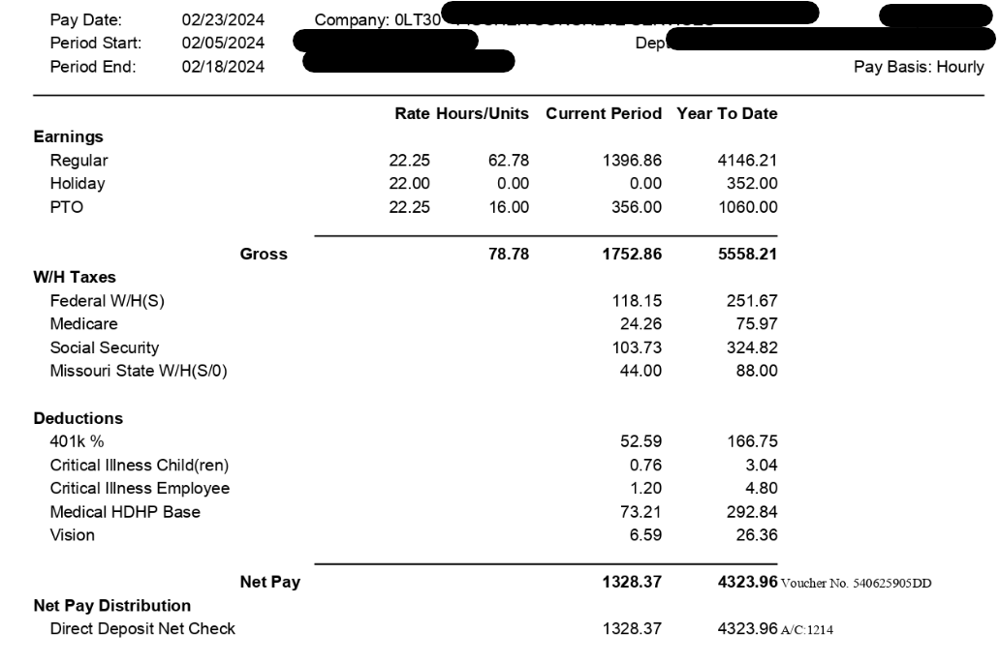 Pay Date: 02/23/2024 Company: 0LT30
Period Start: 02/05/2024 Dept
Period End: 02/18/2024 Pay Basis: Hourly
Rate Hours/Units Current Period Year To Date
Earnings
Regular 22.25 62.78 1396.86 4146.21
Holiday 22.00 0.00 0.00 352.00
PTO 22.25 16.00 356.00 1060.00
Gross 78.78 1752.86 5558.21
W/H Taxes
Federal W/H(S) 118.15 251.67
Medicare 24.26 75.97
Social Security 103.73 324.82
Missouri State W/H(S/0) 44.00 88.00
Deductions
401k % 52.59 166.75
Critical Illness Child(ren) 0.76 3.04
Critical Illness Employee 1.20 4.80
Medical HDHP Base 73.21 292.84
Vision 6.59 26.36
Net Pay 1328.37 4323.96 Voucher No. 540625905DD
Net Pay Distribution
Direct Deposit Net Check 1328.37 4323.96 A/C:1214